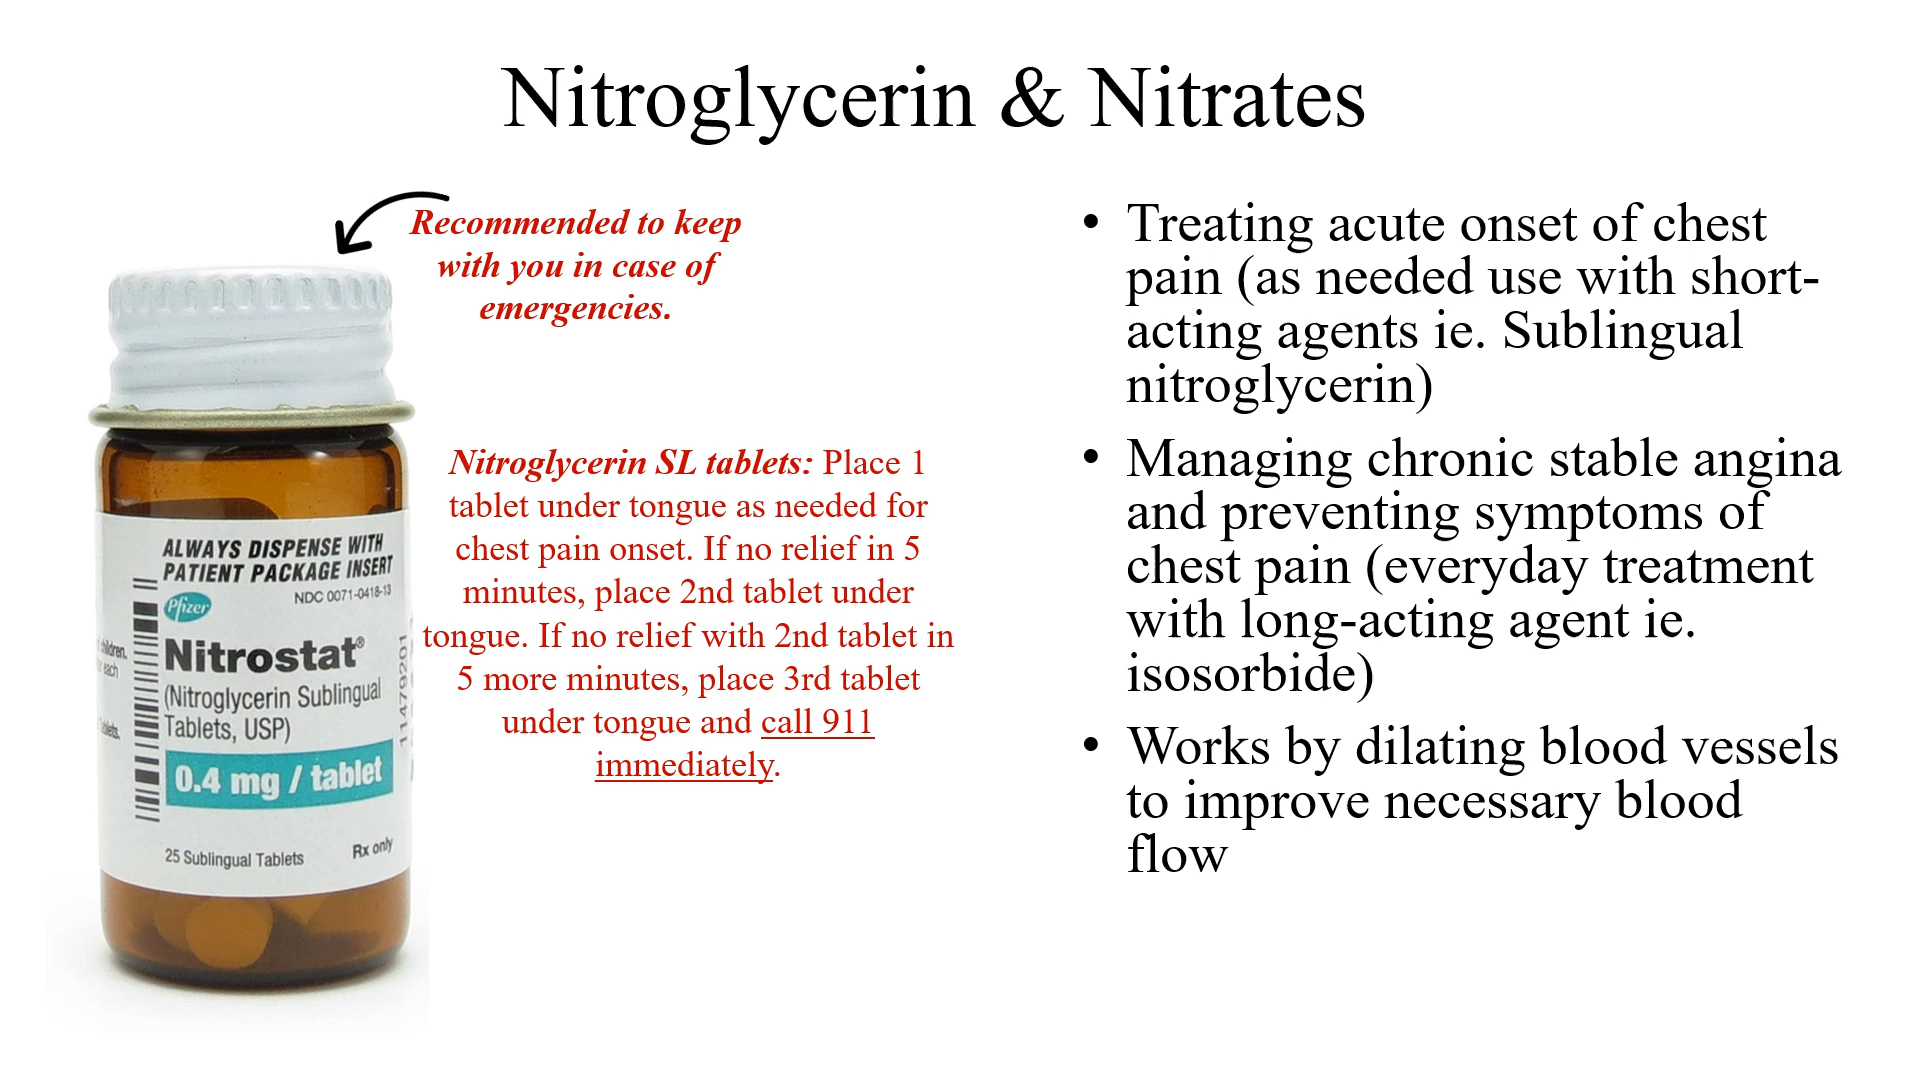 Nitroglycerin & Nitrates
Recommended to keep
with you in case of
emergencies.
Nitroglycerin SL tablets: Place 1
tablet under tongue as needed for
chest pain onset. If no relief in 5
minutes, place 2nd tablet under
tongue. If no relief with 2nd tablet in
5 more minutes, place 3rd tablet
under tongue and call 911
immediately.
ALWAYS DISPENSE WITH
PATIENT PACKAGE INSERT
NDC 0071-0418-13
Pfizer
Nitrostat®
(Nitroglycerin Sublingual
Tablets, USP)
0.4 mg / tablet
25 Sublingual Tablets
Rx only
children.
each
11479201
• Treating acute onset of chest
pain (as needed use with short-
acting agents ie. Sublingual
nitroglycerin)
• Managing chronic stable angina
and preventing symptoms of
chest pain (everyday treatment
with long-acting agent ie.
isosorbide)
• Works by dilating blood vessels
to improve necessary blood
flow